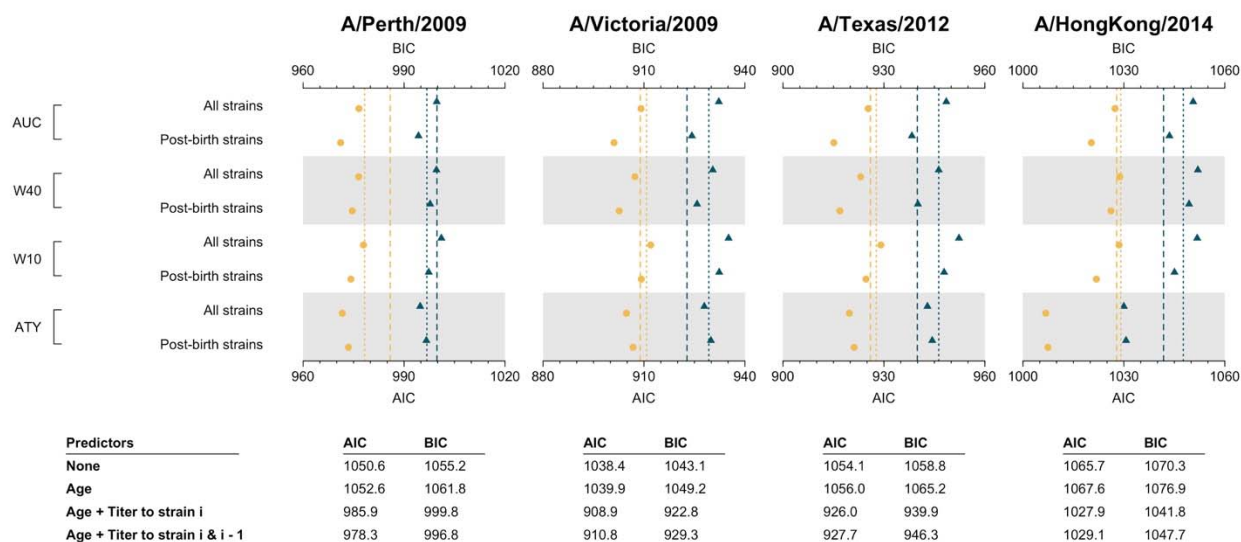 A/Perth/2009 A/Victoria/2009 A/Texas/2012 A/HongKong/2014
BIC BIC BIC BIC
960 990 1020 880 910 940 900 930 960 1000 1030 1060
AUC
All strains
Post-birth strains
W40
All strains
Post-birth strains
W10
All strains
Post-birth strains
ATY
All strains
Post-birth strains
960 990 1020 880 910 940 900 930 960 1000 1030 1060
AIC AIC AIC AIC
Predictors AIC BIC AIC BIC AIC BIC AIC BIC
None 1050.6 1055.2 1038.4 1043.1 1054.1 1058.8 1065.7 1070.3
Age 1052.6 1061.8 1039.9 1049.2 1056.0 1065.2 1067.6 1076.9
Age + Titer to strain i 985.9 999.8 908.9 922.8 926.0 939.9 1027.9 1041.8
Age + Titer to strain i & i - 1 978.3 996.8 910.8 929.3 927.7 946.3 1029.1 1047.7